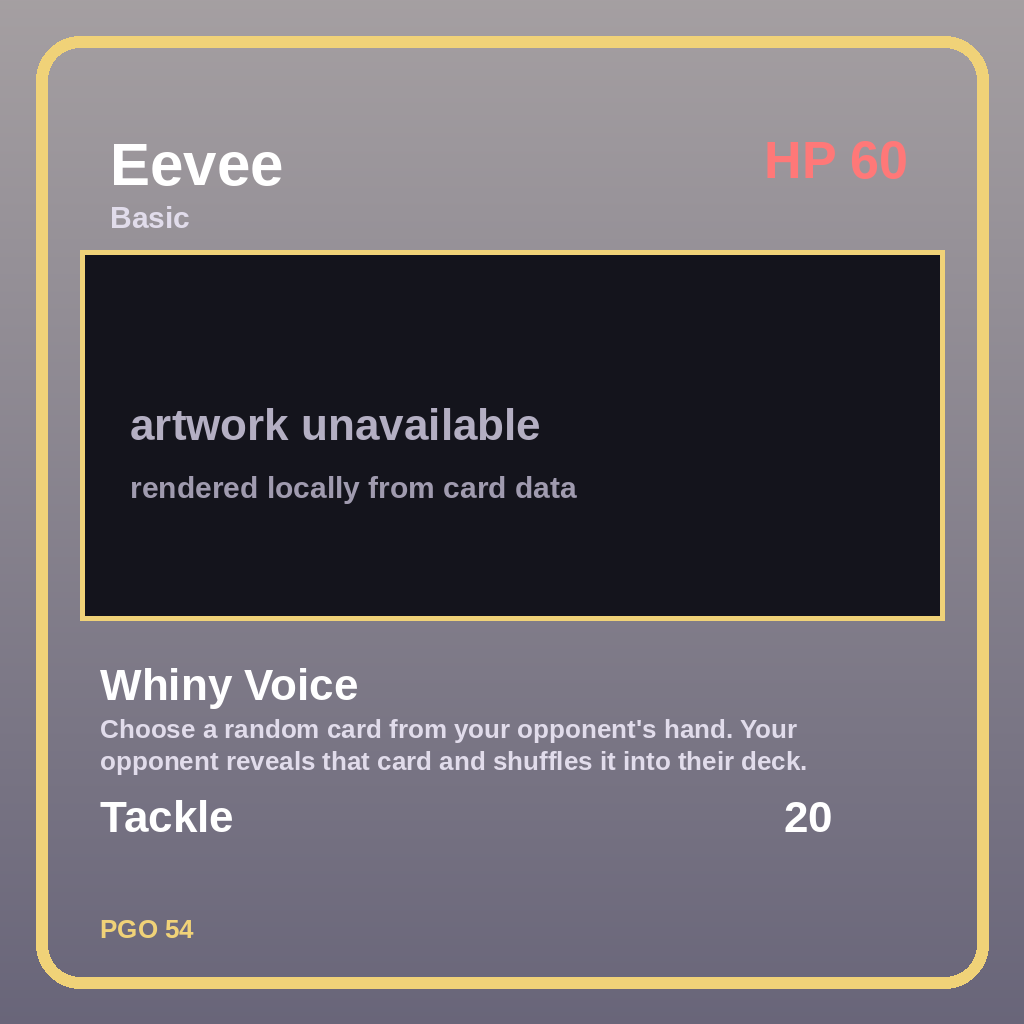 Eevee
HP 60
Basic
artwork unavailable
rendered locally from card data
Whiny Voice
Choose a random card from your opponent's hand. Your
opponent reveals that card and shuffles it into their deck.
Tackle 20
PGO 54